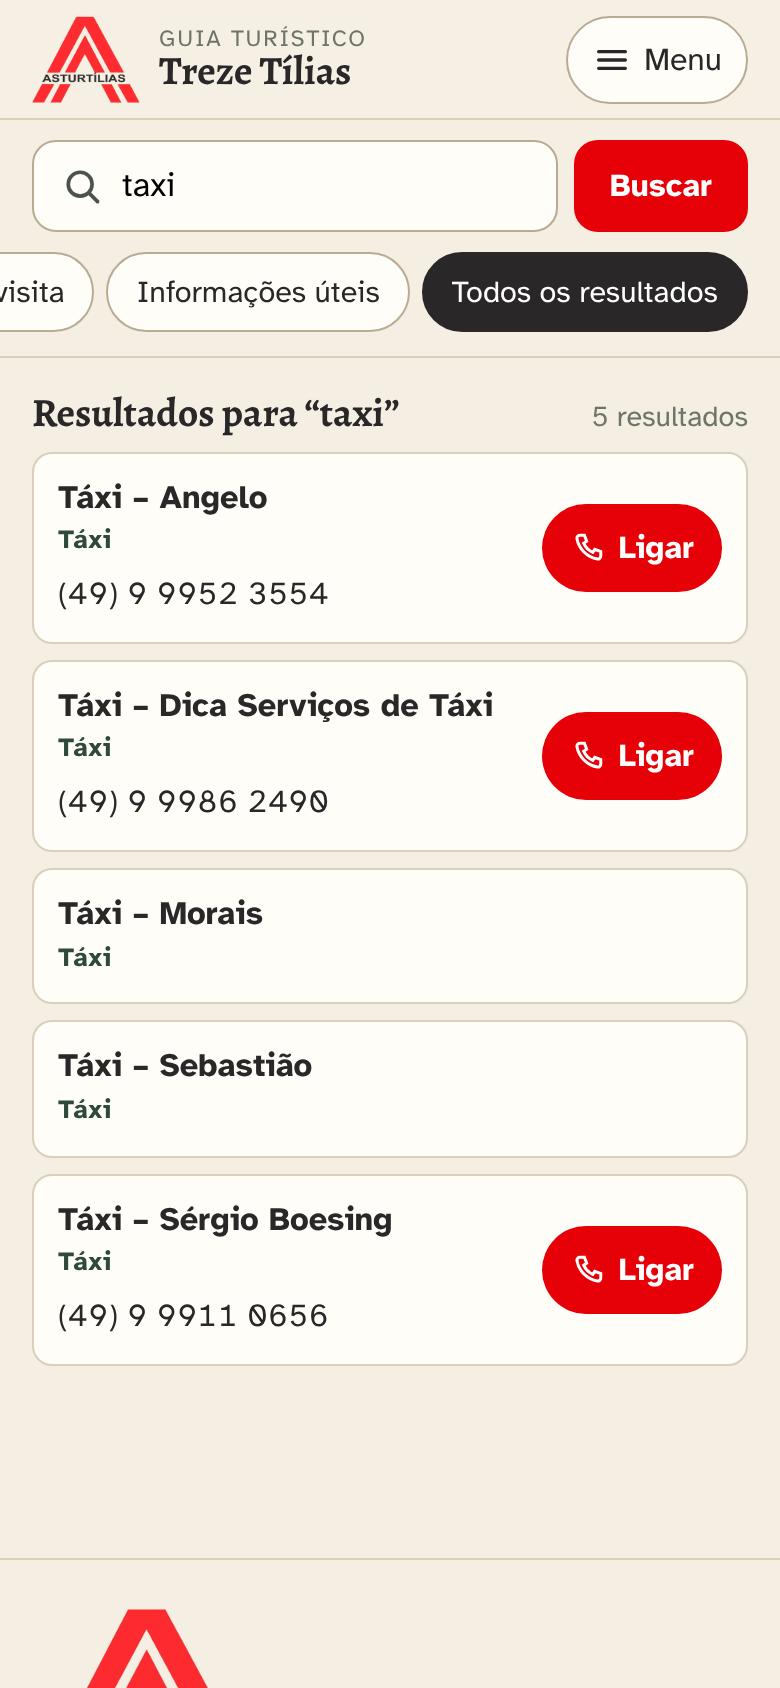 ASTURTÍLIAS
GUIA TURÍSTICO
Treze Tílias
Menu
taxi
Buscar
visita
Informações úteis
Todos os resultados
Resultados para “taxi”
5 resultados
Táxi – Angelo
Táxi
(49) 9 9952 3554
Ligar
Táxi – Dica Serviços de Táxi
Táxi
(49) 9 9986 2490
Ligar
Táxi – Morais
Táxi
Táxi – Sebastião
Táxi
Táxi – Sérgio Boesing
Táxi
(49) 9 9911 0656
Ligar